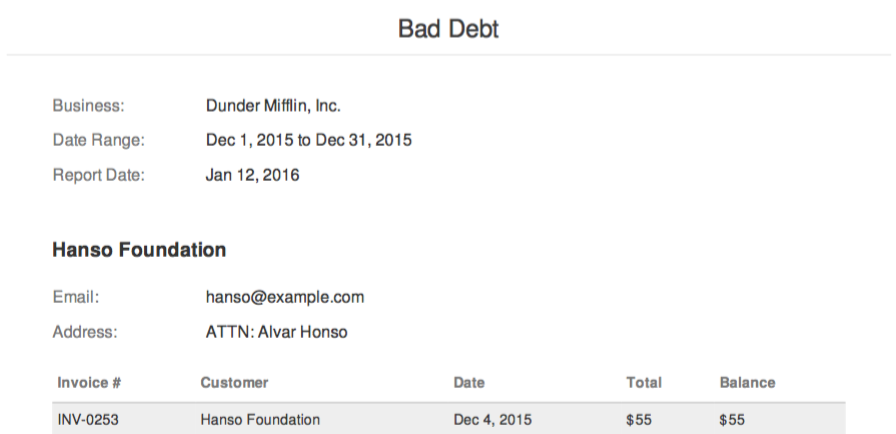 Bad Debt
Business: Dunder Mifflin, Inc.
Date Range: Dec 1, 2015 to Dec 31, 2015
Report Date: Jan 12, 2016
Hanso Foundation
Email: hanso@example.com
Address: ATTN: Alvar Honso
Invoice # Customer Date Total Balance
INV-0253 Hanso Foundation Dec 4, 2015 $55 $55